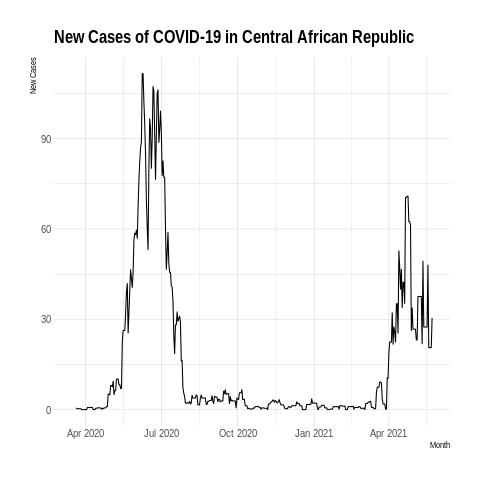 New Cases of COVID-19 in Central African Republic
New Cases
90
60
30
0
Apr 2020 Jul 2020 Oct 2020 Jan 2021 Apr 2021
Month